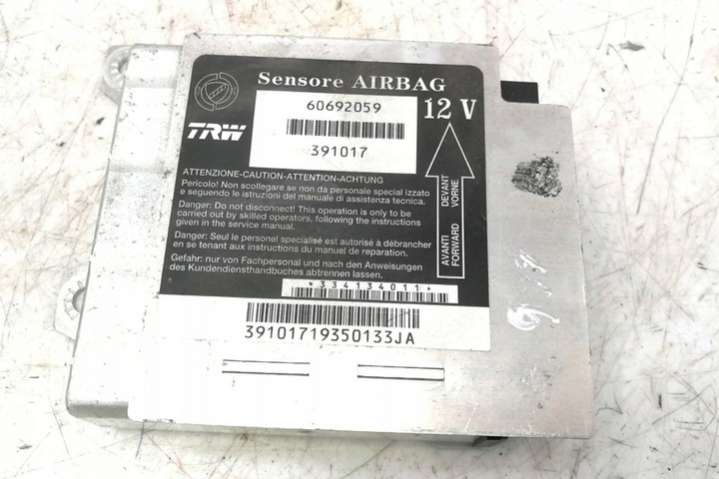 Sensore AIRBAG
60692059
12 V
TRW
391017
ATTENZIONE-CAUTION-ATTENTION-ACHTUNG
Pericolo! Non scollegare se non da personale special izzato
e seguendo le istruzioni del manuale di assistenza tecnica.
Danger: Do not disconnect! This operation is only to be
carried out by skilled operators, following the instructions
given in the service manual.
Danger: Seul le personal specialisé est autorisé à débrancher
en se tenant aux instructions du manuel de reparation.
Gefahr: nur von Fachpersonal und nach den Anweisungen
des Kundendiensthandbuches abtrennen lassen.
AVANTI DEVANT
FORWARD VORNE
*334134011*
39101719350133JA